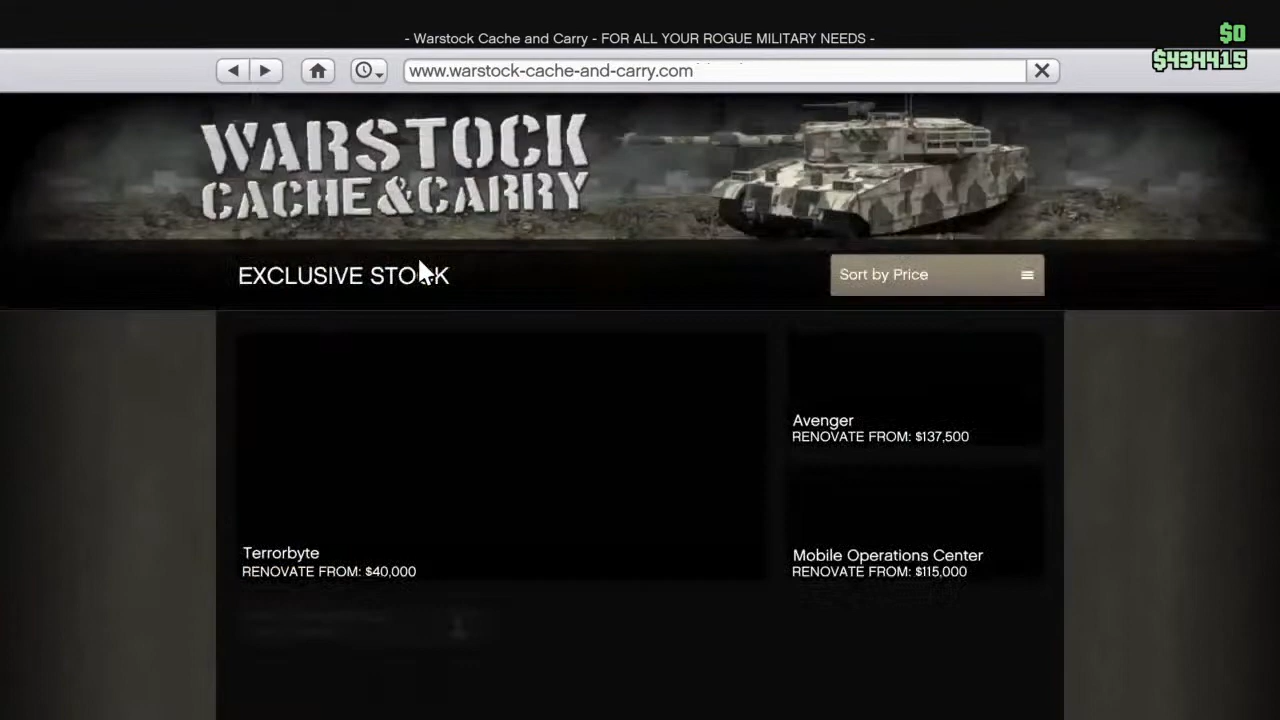 - Warstock Cache and Carry - FOR ALL YOUR ROGUE MILITARY NEEDS -
$0
$434415
www.warstock-cache-and-carry.com
WARSTOCK
CACHE&CARRY
EXCLUSIVE STOCK
Sort by Price
Avenger
RENOVATE FROM: $137,500
Terrorbyte
RENOVATE FROM: $40,000
Mobile Operations Center
RENOVATE FROM: $115,000